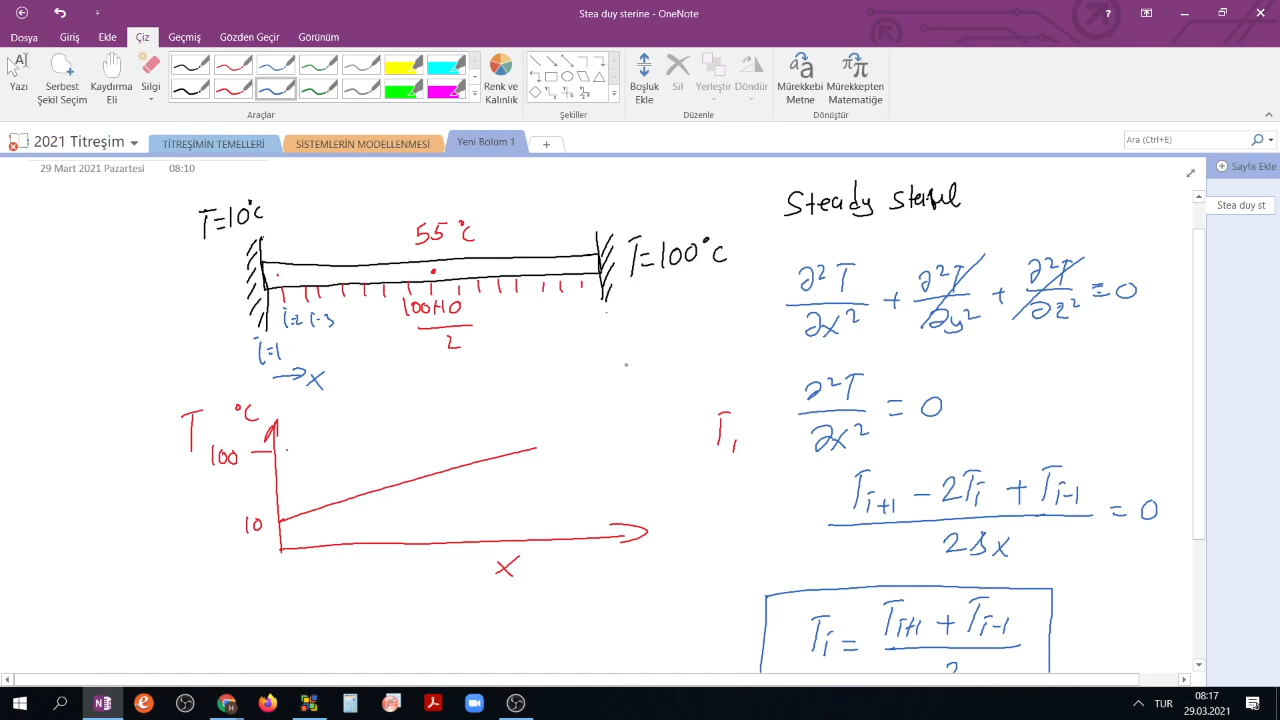 Stea duy sterine - OneNote
Dosya Giriş Ekle Çiz Geçmiş Gözden Geçir Görünüm
Yazı
Serbest Şekil Seçim
Kaydırma Eli
Silgi
Renk ve Kalınlık
Boşluk Ekle
Sil
Yerleştir
Döndür
Mürekkebi Metne
Mürekkepten Matematiğe
Araçlar Şekiller Düzenle Dönüştür
2021 Titreşim
TİTREŞİMİN TEMELLERİ
SİSTEMLERİN MODELLENMESİ
Yeni Bölüm 1
Ara (Ctrl+E)
29 Mart 2021 Pazartesi 08:10
Sayfa Ekle
Stea duy st
T=10°C
55°C
T=100°C
100+10
2
i=2 i=3
i=1
→ x
T °C
100
10
x
T₁
Steady
∂²T/∂x² + ∂²T/∂y² + ∂²T/∂z² = 0
∂²T/∂x² = 0
Tᵢ₊₁ - 2Tᵢ + Tᵢ₋₁ = 0
Tᵢ = Tᵢ₊₁ + Tᵢ₋₁
TUR
08:17
29.03.2021